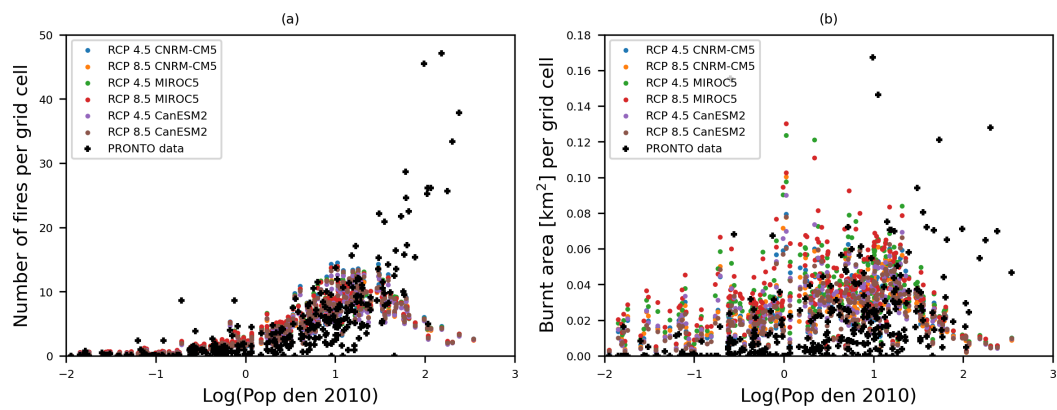 (a)
50
40
30
20
10
0
Number of fires per grid cell
RCP 4.5 CNRM-CM5
RCP 8.5 CNRM-CM5
RCP 4.5 MIROC5
RCP 8.5 MIROC5
RCP 4.5 CanESM2
RCP 8.5 CanESM2
PRONTO data
−2 −1 0 1 2 3
Log(Pop den 2010)
(b)
0.18
0.16
0.14
0.12
0.10
0.08
0.06
0.04
0.02
0.00
Burnt area [km²] per grid cell
RCP 4.5 CNRM-CM5
RCP 8.5 CNRM-CM5
RCP 4.5 MIROC5
RCP 8.5 MIROC5
RCP 4.5 CanESM2
RCP 8.5 CanESM2
PRONTO data
−2 −1 0 1 2 3
Log(Pop den 2010)